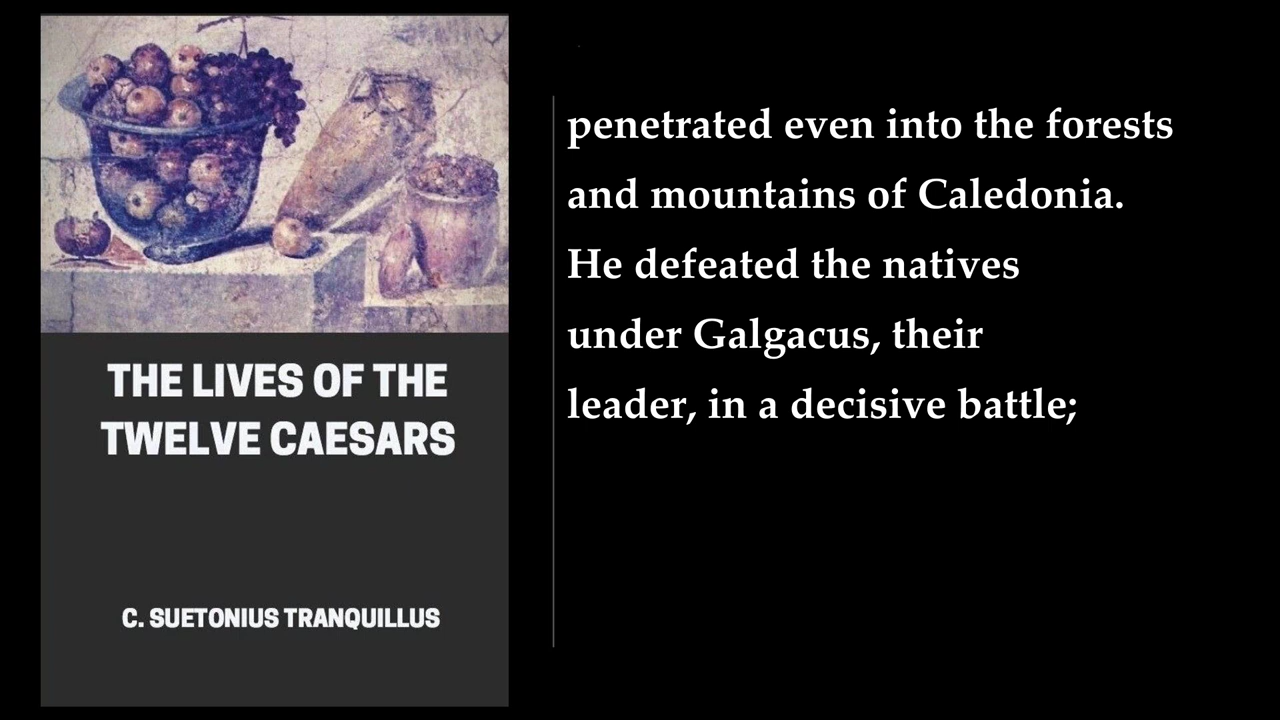 THE LIVES OF THE
TWELVE CAESARS
C. SUETONIUS TRANQUILLUS
penetrated even into the forests
and mountains of Caledonia.
He defeated the natives
under Galgacus, their
leader, in a decisive battle;